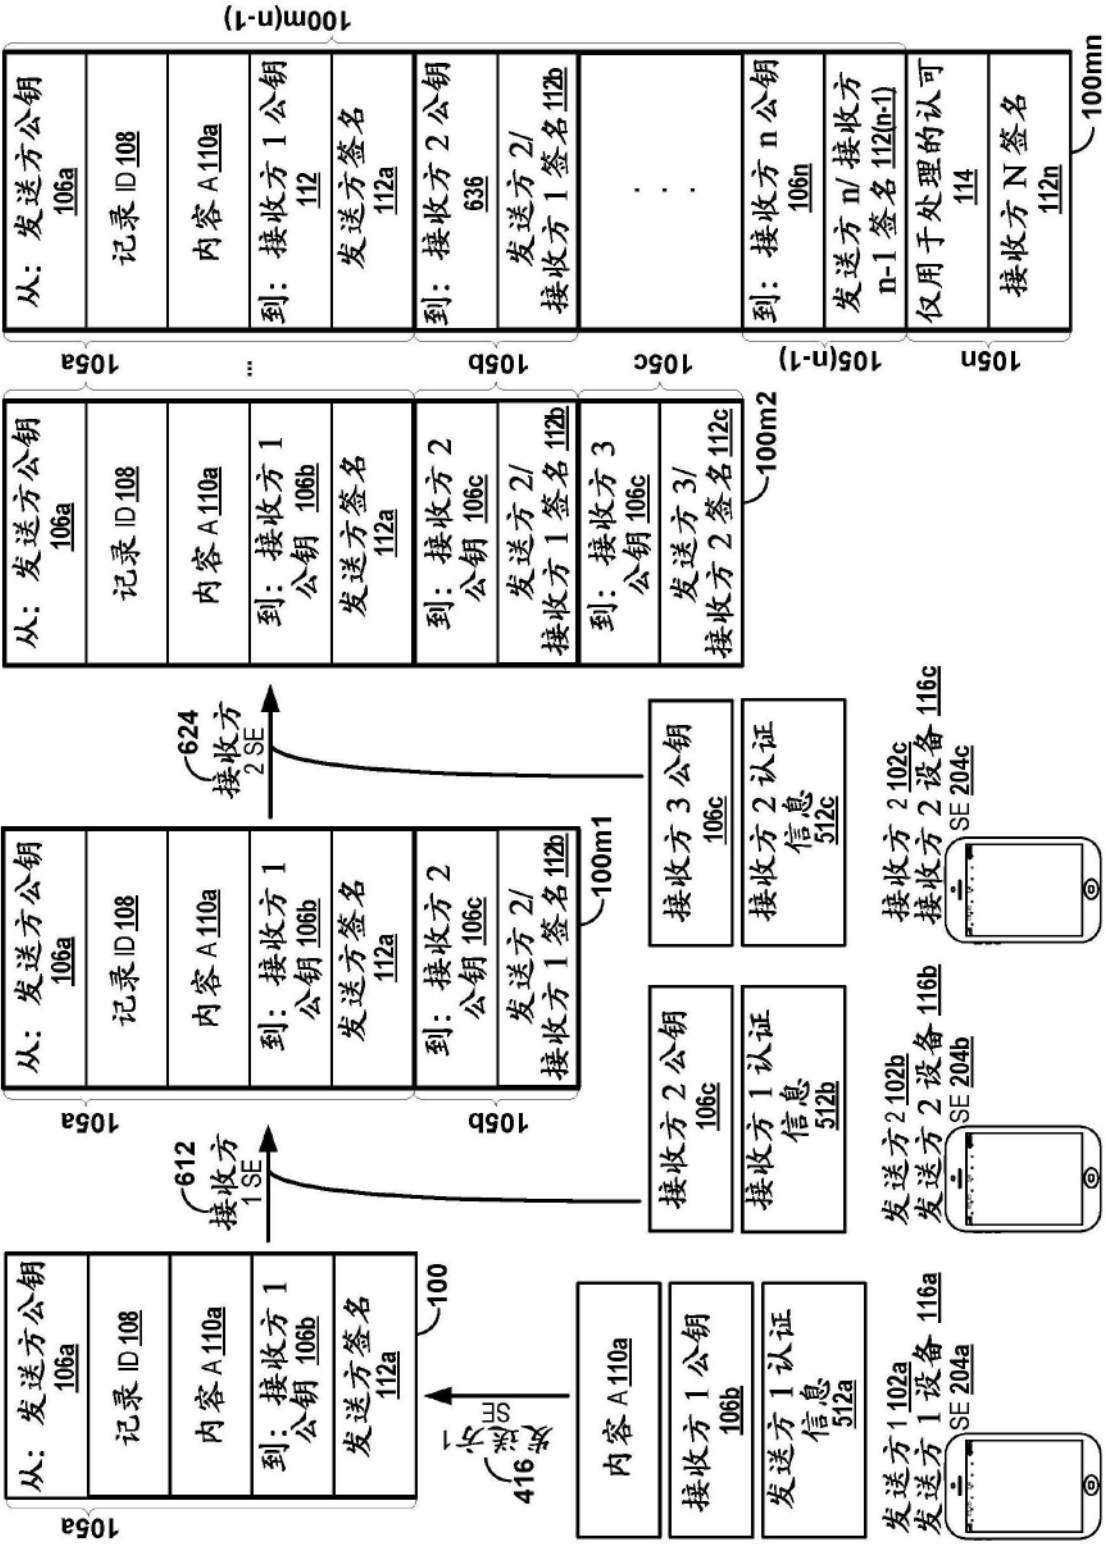 105a
从：发送方公钥
106a
记录 ID 108
内容 A 110a
到：接收方 1
公钥 106b
发送方签名
112a
100
416
发送
方 1
SE
内容 A 110a
接收方 1 公钥
106b
发送方 1 认证
信息
512a
发送方 1 102a
发送方 1 设备 116a
SE 204a
612
接收方
1 SE
105a
105b
从：发送方公钥
106a
记录 ID 108
内容 A 110a
到：接收方 1
公钥 106b
发送方签名
112a
到：接收方 2
公钥 106c
发送方 2/
接收方 1 签名 112b
100m1
接收方 2 公钥
106c
接收方 1 认证
信息
512b
发送方 2 102b
发送方 2 设备 116b
SE 204b
624
接收方
2 SE
从：发送方公钥
106a
记录 ID 108
内容 A 110a
到：接收方 1
公钥 106b
发送方签名
112a
到：接收方 2
公钥 106c
发送方 2/
接收方 1 签名 112b
到：接收方 3
公钥 106c
发送方 3/
接收方 2 签名 112c
100m2
接收方 3 公钥
106c
接收方 2 认证
信息
512c
接收方 2 102c
接收方 2 设备 116c
SE 204c
105a
...
105b
105c
105(n-1)
105n
从：发送方公钥
106a
记录 ID 108
内容 A 110a
到：接收方 1 公钥
112
发送方签名
112a
到：接收方 2 公钥
636
发送方 2/
接收方 1 签名 112b
. . .
到：接收方 n 公钥
106n
发送方 n/ 接收方
n-1 签名 112(n-1)
仅用于处理的认可
114
接收方 N 签名
112n
100m(n-1)
100mn